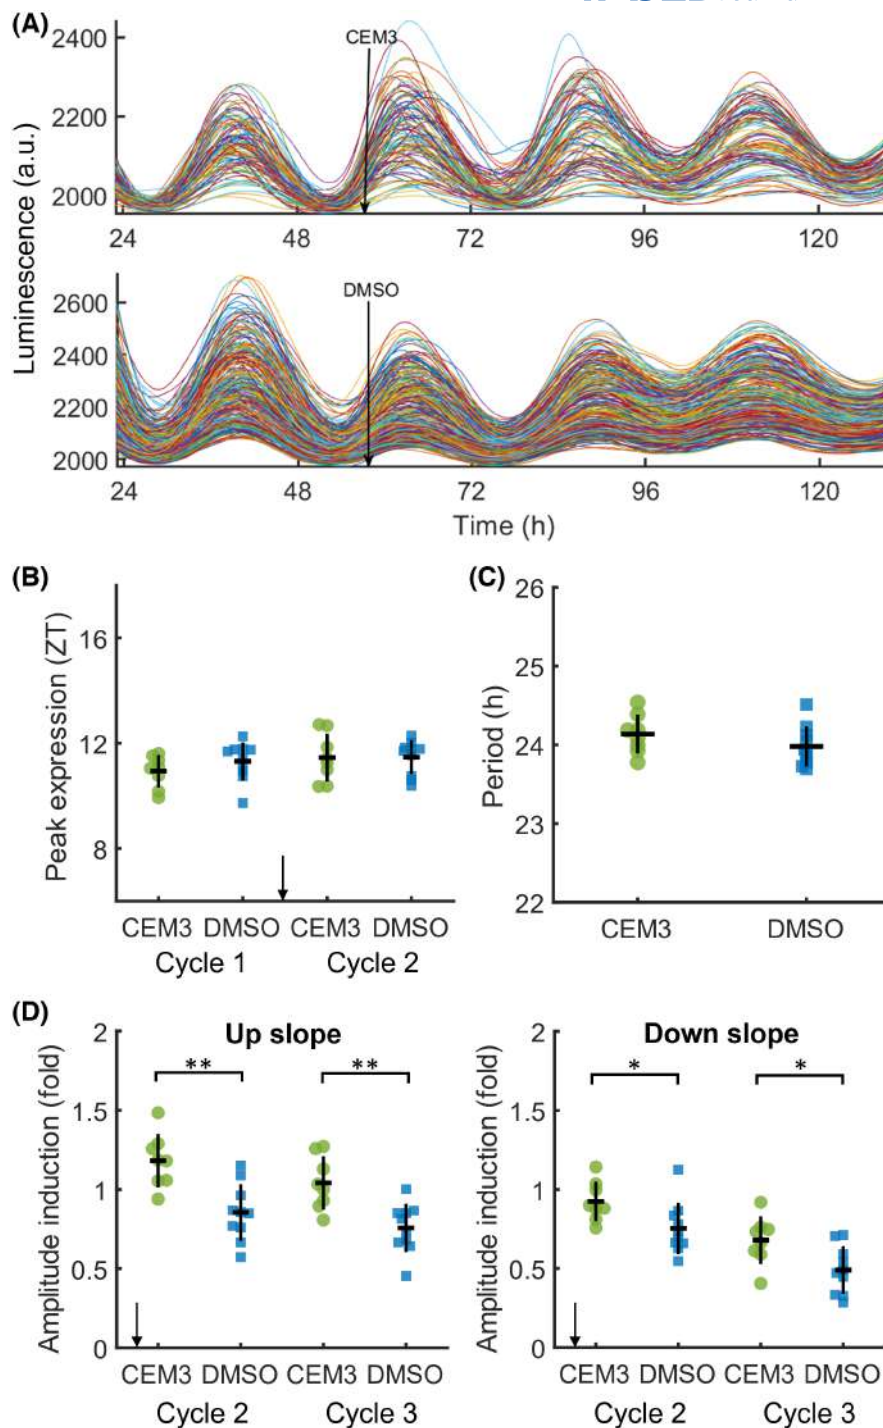 (A)
2400
2200
2000
CEM3
24 48 72 96 120
Luminescence (a.u.)
2600
2400
2200
2000
DMSO
24 48 72 96 120
Time (h)
(B)
Peak expression (ZT)
16
12
8
CEM3 DMSO CEM3 DMSO
Cycle 1 Cycle 2
(C)
Period (h)
26
25
24
23
22
CEM3 DMSO
(D)
Up slope
Amplitude induction (fold)
2
1.5
1
0.5
0
** **
CEM3 DMSO CEM3 DMSO
Cycle 2 Cycle 3
Down slope
Amplitude induction (fold)
2
1.5
1
0.5
0
* *
CEM3 DMSO CEM3 DMSO
Cycle 2 Cycle 3